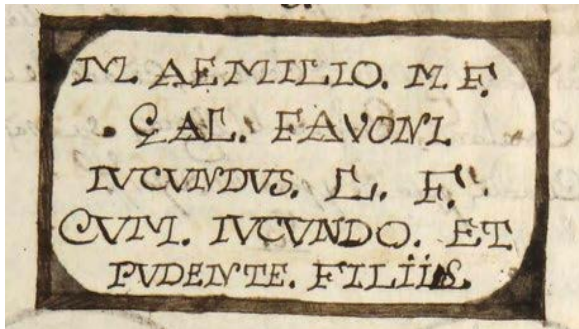 M. AEMILIO. M. F.
. GAL. FAVONI
IVCVNDVS. L. F.
CVM. IVCVNDO. ET
PVDENTE. FILIIS.